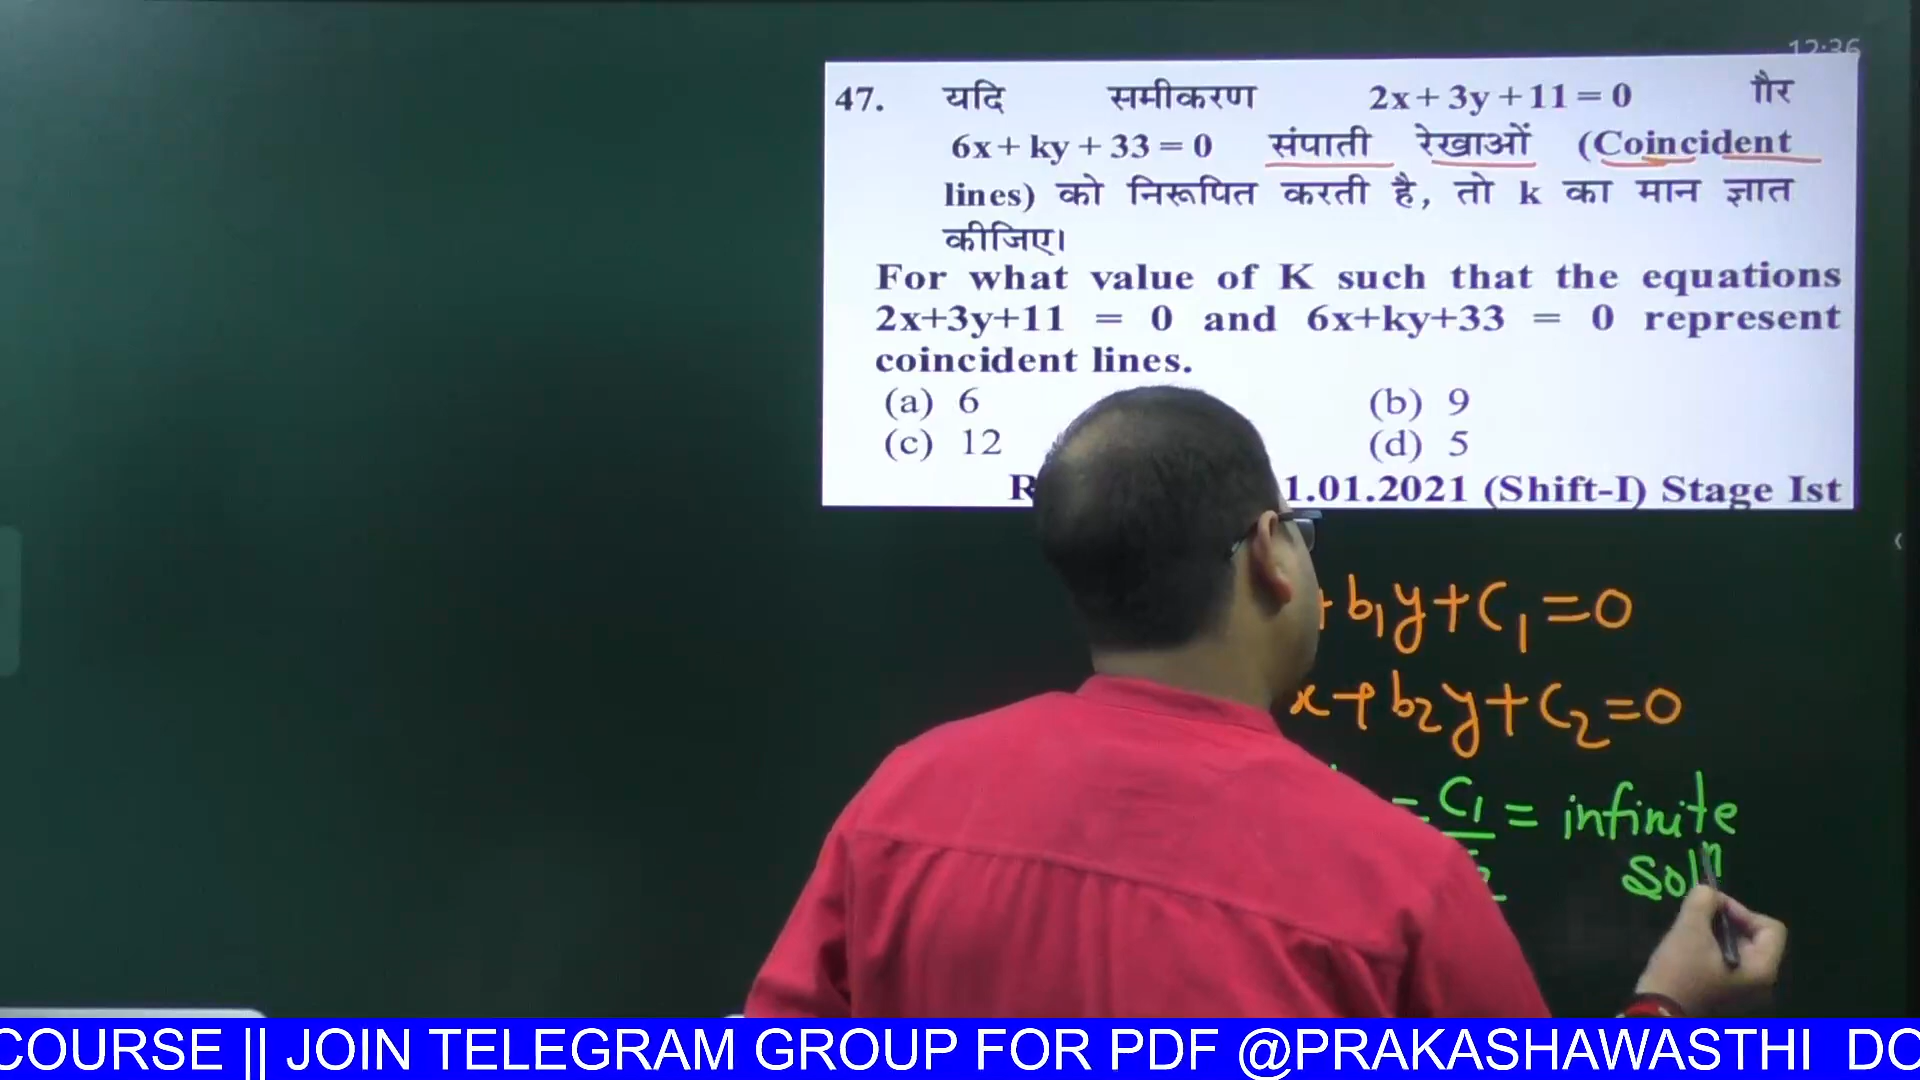 12:36
47. यदि समीकरण 2x + 3y + 11 = 0 गैर
6x + ky + 33 = 0 संपाती रेखाओं (Coincident
lines) को निरूपित करती है, तो k का मान ज्ञात
कीजिए।
For what value of K such that the equations
2x+3y+11 = 0 and 6x+ky+33 = 0 represent
coincident lines.
(a) 6 (b) 9
(c) 12 (d) 5
1.01.2021 (Shift-I) Stage Ist
+ b₁y + C₁ = 0
x + b₂y + C₂ = 0
= C₁ = infinite
2 Solⁿ
COURSE || JOIN TELEGRAM GROUP FOR PDF @PRAKASHAWASTHI DO